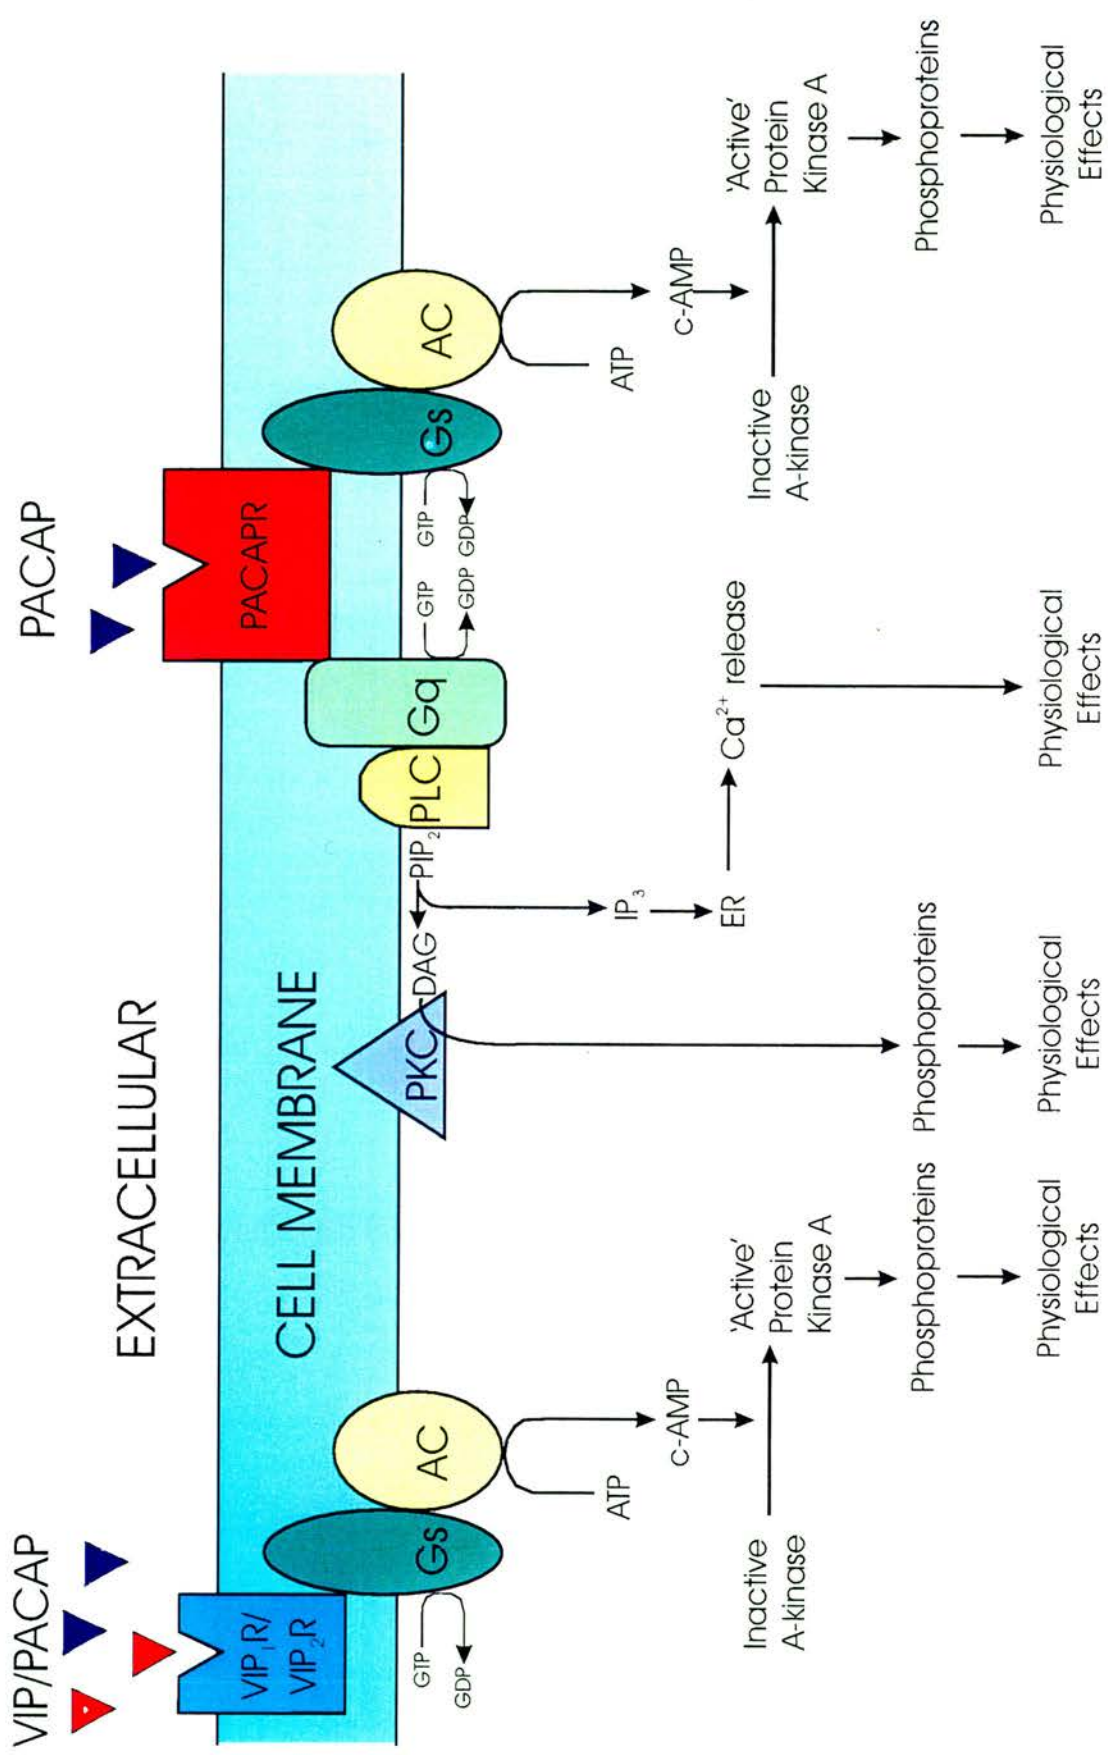 VIP/PACAP
PACAP
EXTRACELLULAR
CELL MEMBRANE
VIP₁R/
VIP₂R
Gs
AC
GTP
GDP
ATP
c-AMP
Inactive
A-kinase
'Active'
Protein
Kinase A
Phosphoproteins
Physiological
Effects
PKC
DAG
PIP₂
PLC
Gq
Phosphoproteins
Physiological
Effects
IP₃
ER
Ca²⁺ release
Physiological
Effects
PACAPR
GTP
GDP
GTP
GDP
Gs
AC
ATP
c-AMP
Inactive
A-kinase
'Active'
Protein
Kinase A
Phosphoproteins
Physiological
Effects